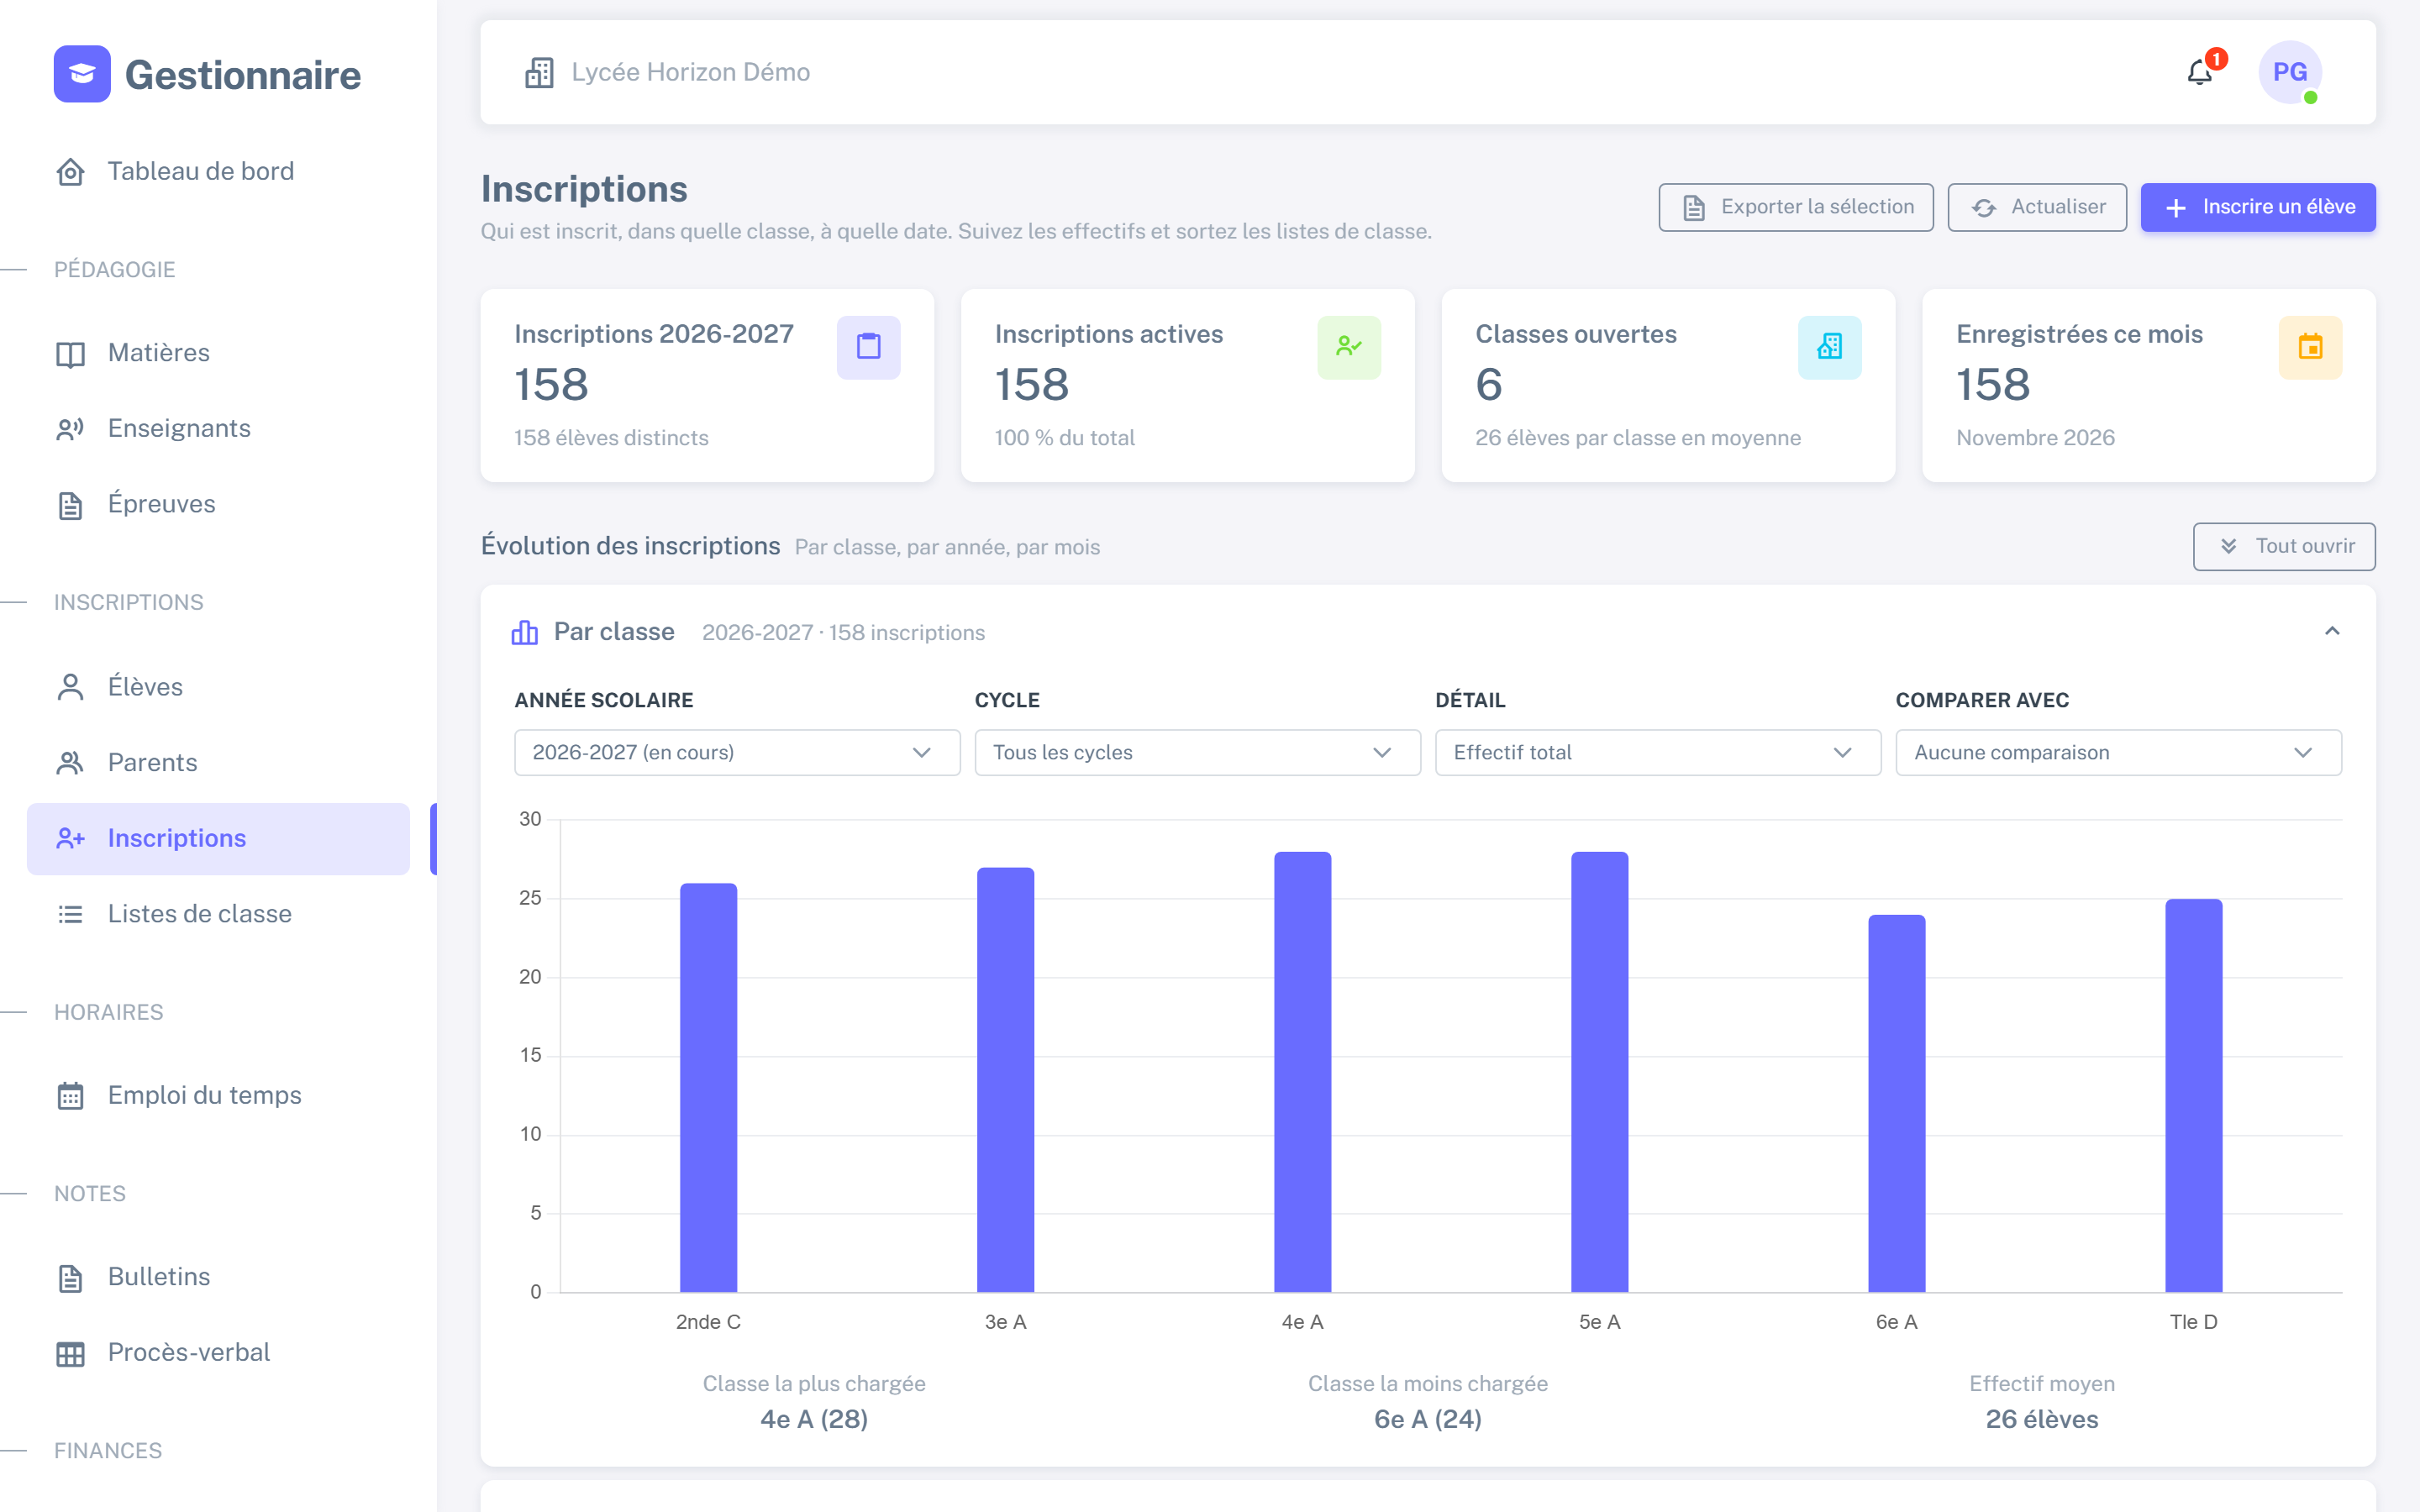 Gestionnaire
Tableau de bord
PÉDAGOGIE
Matières
Enseignants
Épreuves
INSCRIPTIONS
Élèves
Parents
Inscriptions
Listes de classe
HORAIRES
Emploi du temps
NOTES
Bulletins
Procès-verbal
FINANCES
Lycée Horizon Démo
1
PG
Inscriptions
Qui est inscrit, dans quelle classe, à quelle date. Suivez les effectifs et sortez les listes de classe.
Exporter la sélection
Actualiser
Inscrire un élève
Inscriptions 2026-2027
158
158 élèves distincts
Inscriptions actives
158
100 % du total
Classes ouvertes
6
26 élèves par classe en moyenne
Enregistrées ce mois
158
Novembre 2026
Évolution des inscriptions Par classe, par année, par mois
Tout ouvrir
Par classe 2026-2027 · 158 inscriptions
ANNÉE SCOLAIRE
2026-2027 (en cours)
CYCLE
Tous les cycles
DÉTAIL
Effectif total
COMPARER AVEC
Aucune comparaison
30
25
20
15
10
5
0
2nde C
3e A
4e A
5e A
6e A
Tle D
Classe la plus chargée
4e A (28)
Classe la moins chargée
6e A (24)
Effectif moyen
26 élèves